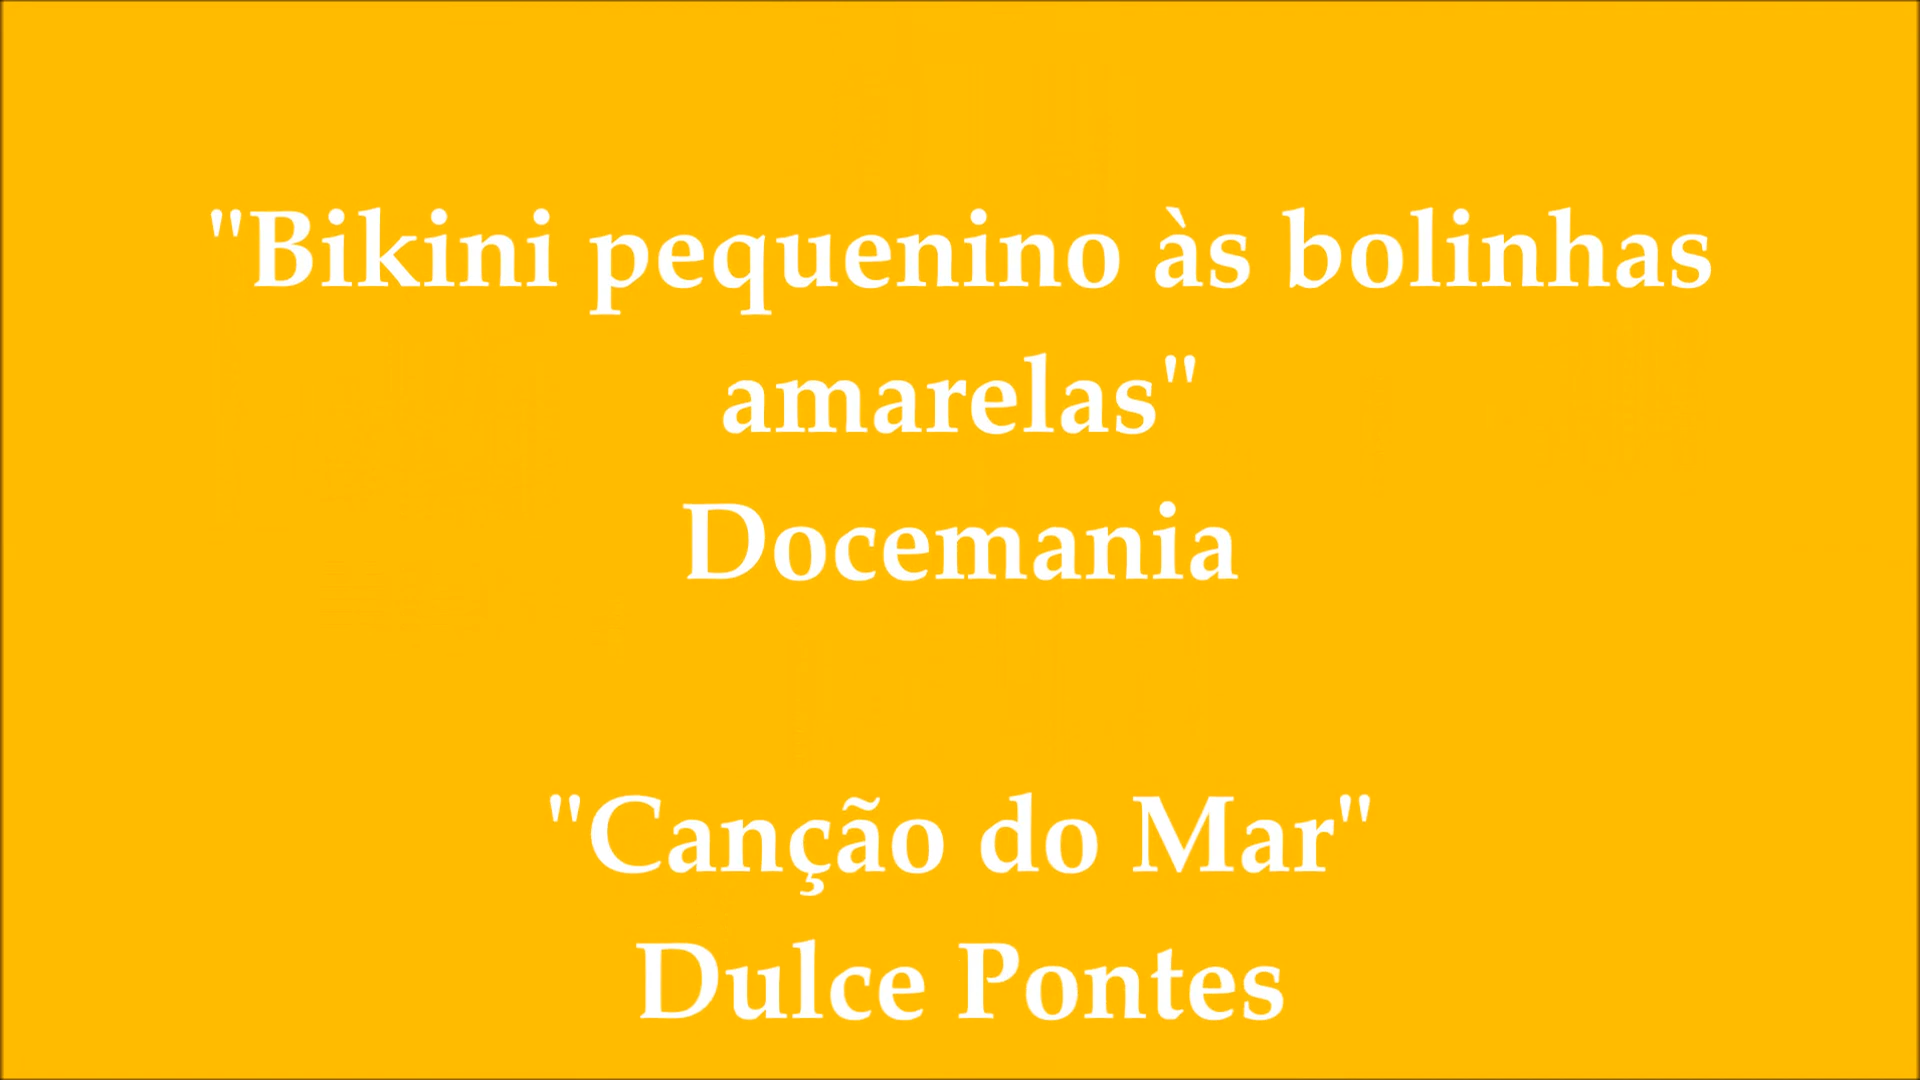 "Bikini pequenino às bolinhas
amarelas"
Docemania
"Canção do Mar"
Dulce Pontes